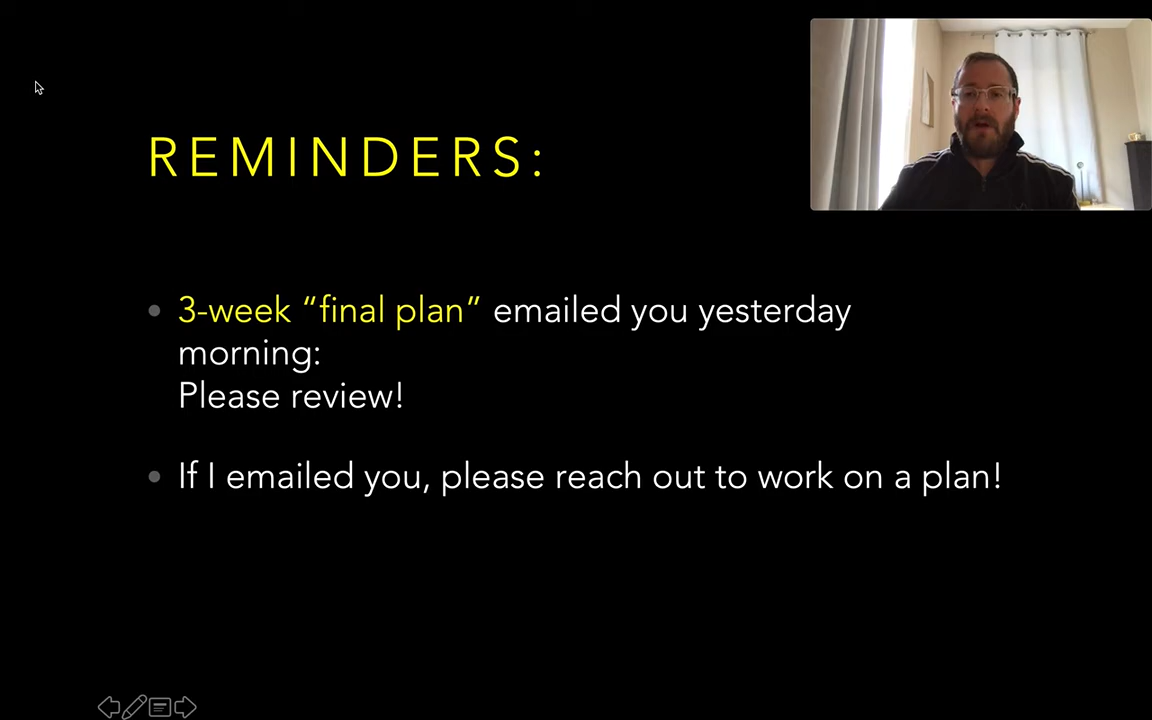 REMINDERS:
3-week “final plan” emailed you yesterday
morning:
Please review!
If I emailed you, please reach out to work on a plan!